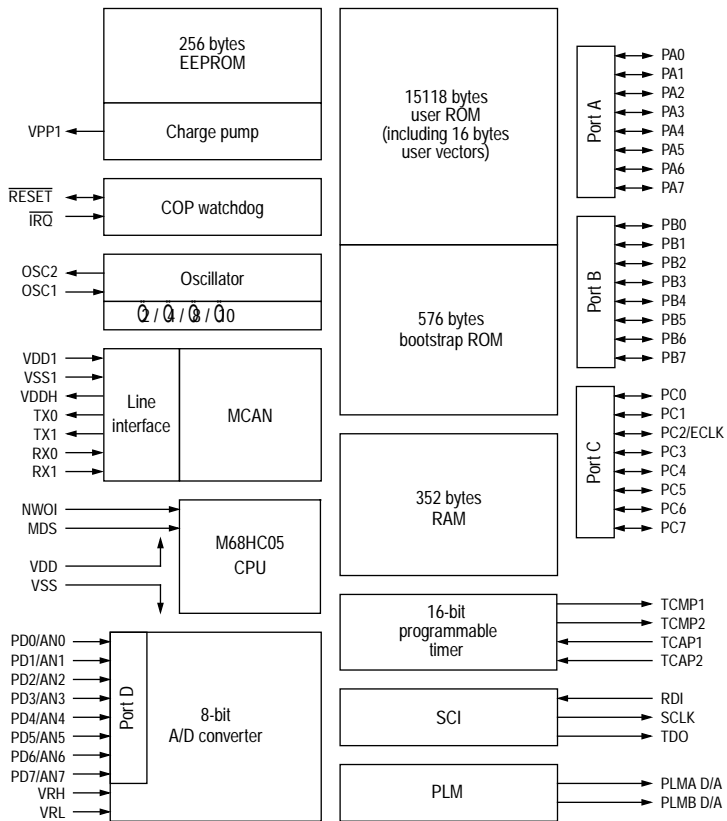 256 bytes
EEPROM
Charge pump
VPP1
RESET
IRQ
COP watchdog
OSC2
OSC1
Oscillator
2 / 4 / 8 / 10
VDD1
VSS1
VDDH
TX0
TX1
RX0
RX1
Line
interface
MCAN
NWOI
MDS
VDD
VSS
M68HC05
CPU
PD0/AN0
PD1/AN1
PD2/AN2
PD3/AN3
PD4/AN4
PD5/AN5
PD6/AN6
PD7/AN7
VRH
VRL
Port D
8-bit
A/D converter
15118 bytes
user ROM
(including 16 bytes
user vectors)
576 bytes
bootstrap ROM
352 bytes
RAM
16-bit
programmable
timer
SCI
PLM
Port A
PA0
PA1
PA2
PA3
PA4
PA5
PA6
PA7
Port B
PB0
PB1
PB2
PB3
PB4
PB5
PB6
PB7
Port C
PC0
PC1
PC2/ECLK
PC3
PC4
PC5
PC6
PC7
TCMP1
TCMP2
TCAP1
TCAP2
RDI
SCLK
TDO
PLMA D/A
PLMB D/A